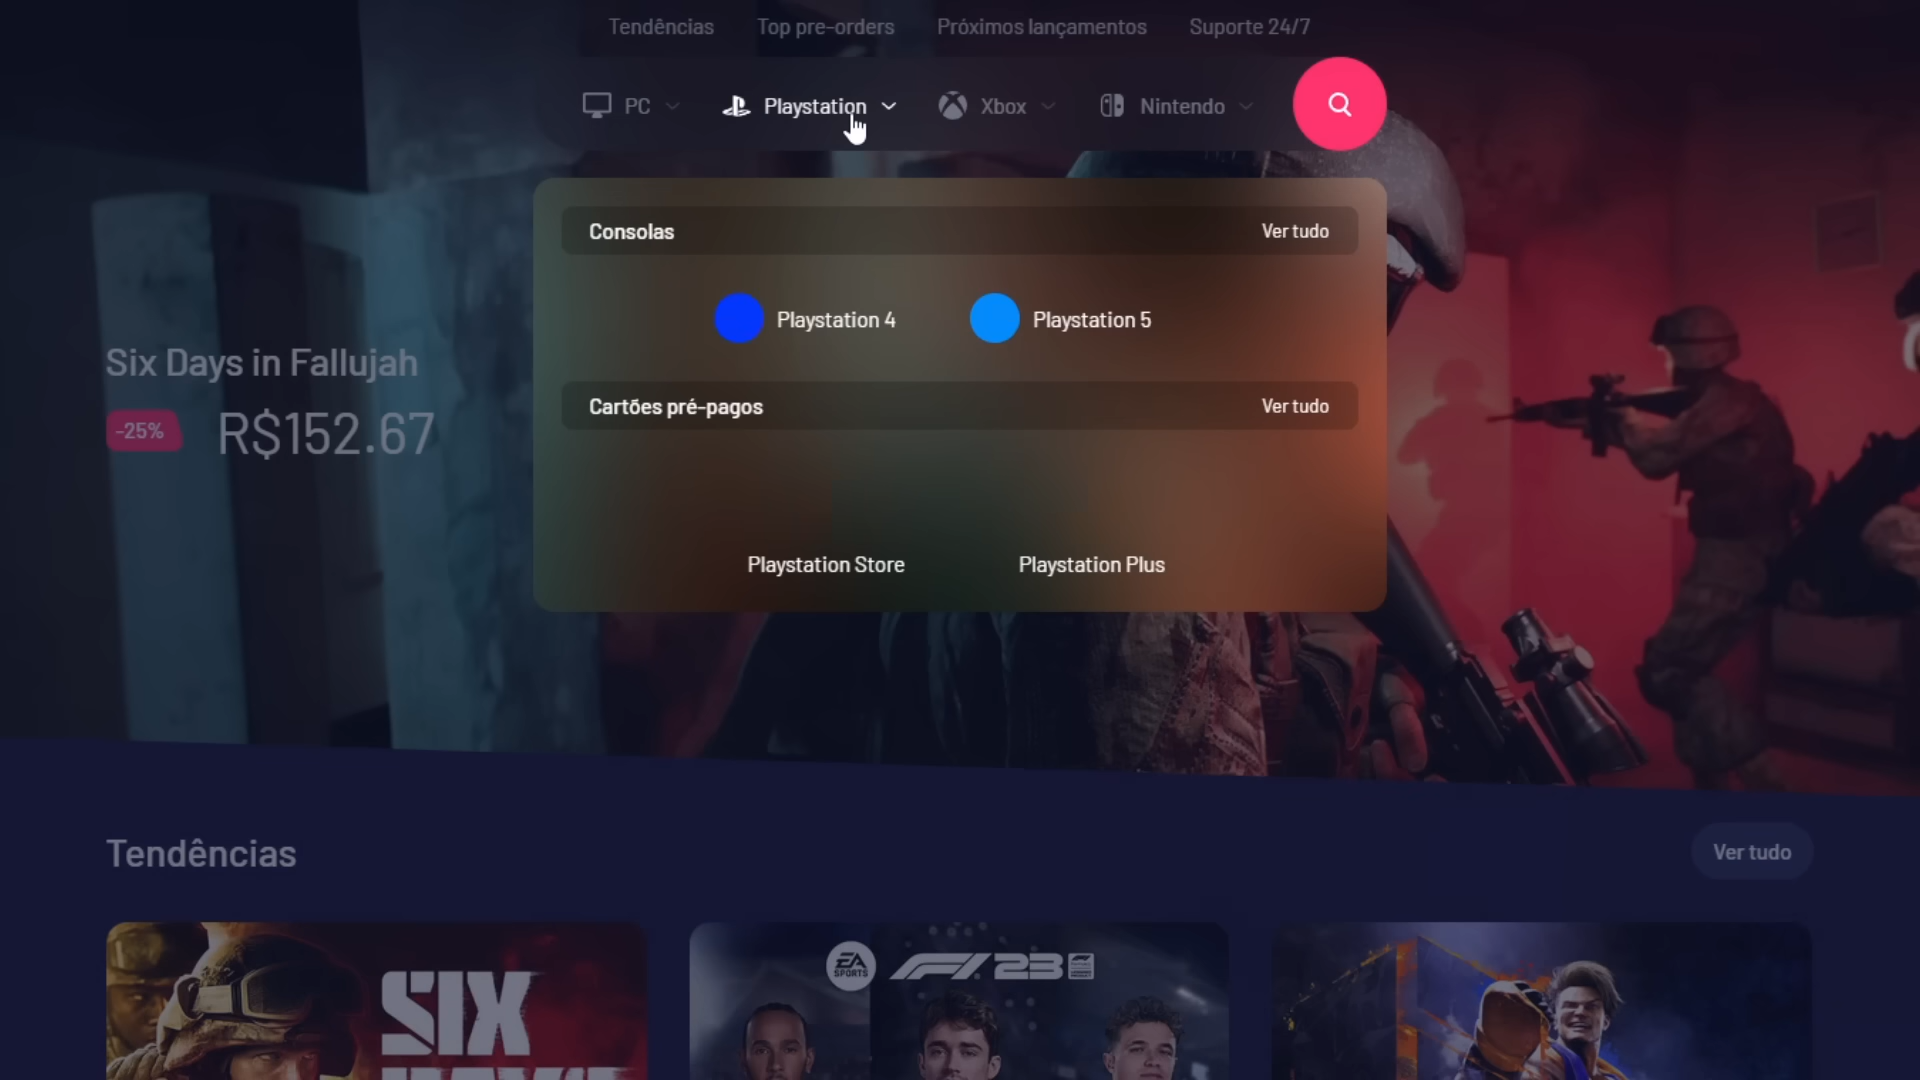 Tendências Top pre-orders Próximos lançamentos Suporte 24/7
PC Playstation Xbox Nintendo
Consolas Ver tudo
Playstation 4 Playstation 5
Six Days in Fallujah
Cartões pré-pagos Ver tudo
-25% R$152.67
Playstation Store Playstation Plus
Tendências Ver tudo
EA SPORTS F1 23
SIX